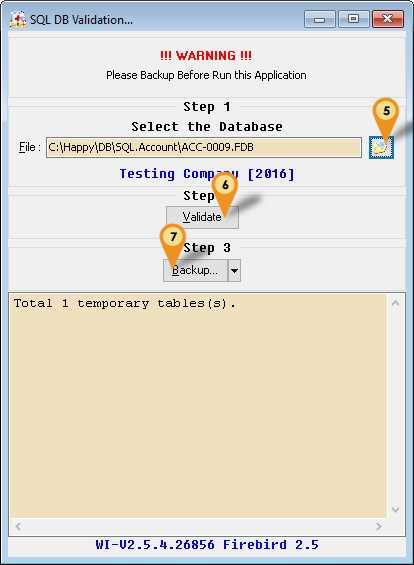 SQL DB Validation...
!!! WARNING !!!
Please Backup Before Run this Application
Step 1
5
Select the Database
File : C:\Happy\DB\SQL.Account\ACC-0009.FDB
Testing Company [2016]
6
Step
Validate
7
Step 3
Backup...
Total 1 temporary tables(s).
WI-V2.5.4.26856 Firebird 2.5